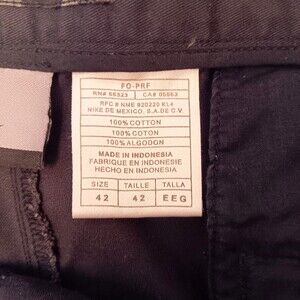 FO-PRF
RN# 56323 CA# 05553
RFC # NME 920220 KL4
NIKE DE MEXICO, S.A. DE C.V.
100% COTTON
100% COTON
100% ALGODON
MADE IN INDONESIA
FABRIQUE EN INDONESIE
HECHO EN INDONESIA
SIZE TAILLE TALLA
42 42 EEG